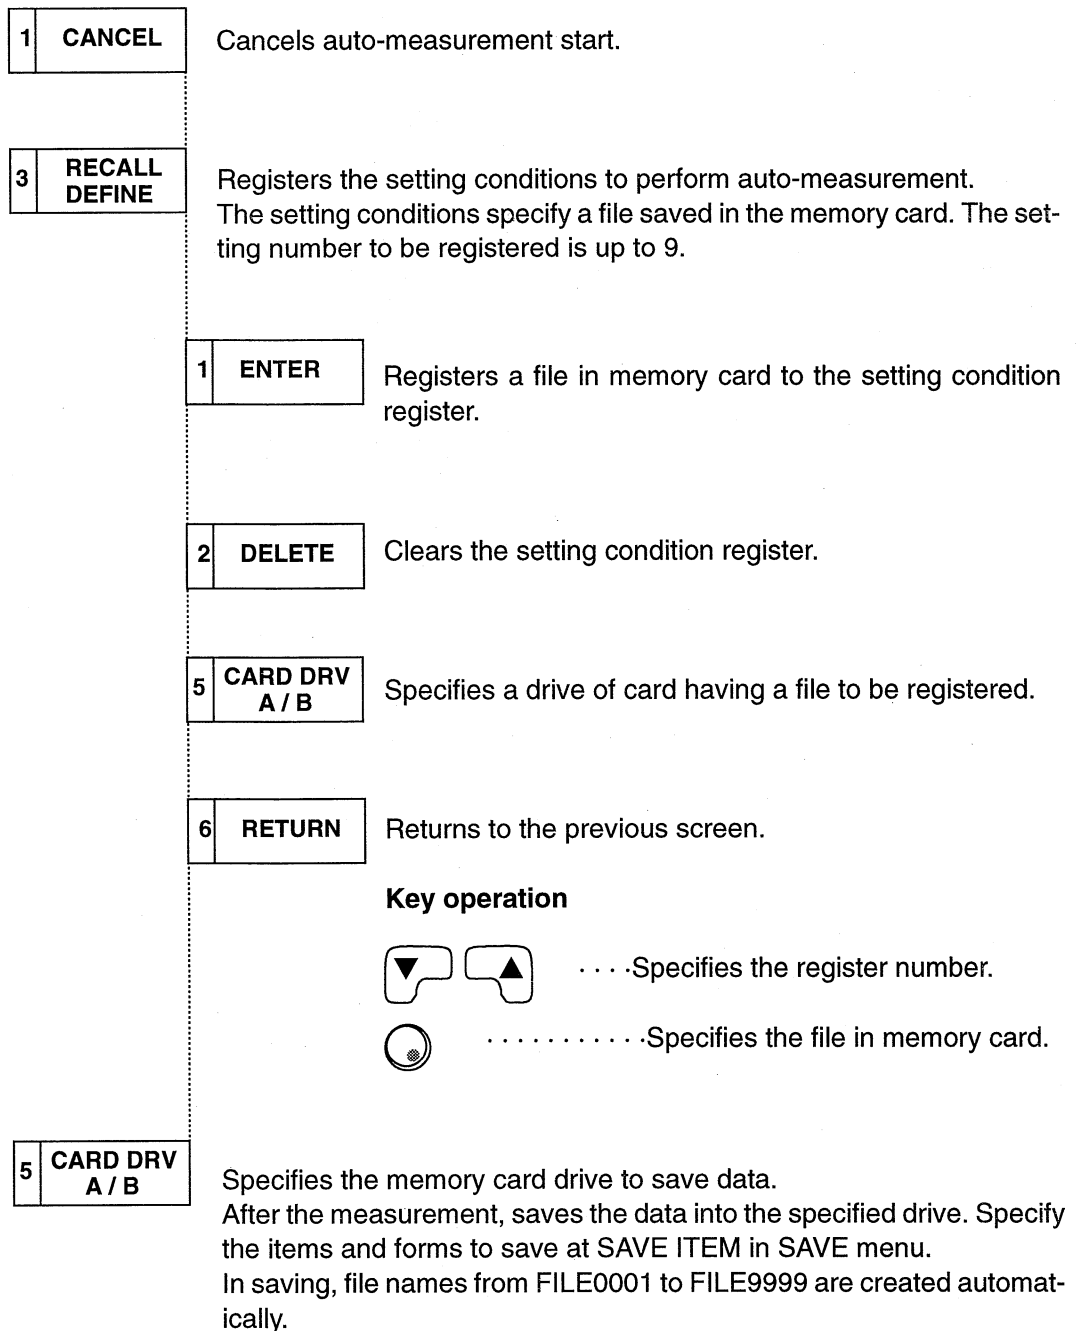 1 CANCEL Cancels auto-measurement start.
3 RECALL DEFINE Registers the setting conditions to perform auto-measurement.
The setting conditions specify a file saved in the memory card. The set-
ting number to be registered is up to 9.
1 ENTER Registers a file in memory card to the setting condition
register.
2 DELETE Clears the setting condition register.
5 CARD DRV A / B Specifies a drive of card having a file to be registered.
6 RETURN Returns to the previous screen.
Key operation
▼ ▲ ····Specifies the register number.
···········Specifies the file in memory card.
5 CARD DRV A / B Specifies the memory card drive to save data.
After the measurement, saves the data into the specified drive. Specify
the items and forms to save at SAVE ITEM in SAVE menu.
In saving, file names from FILE0001 to FILE9999 are created automat-
ically.